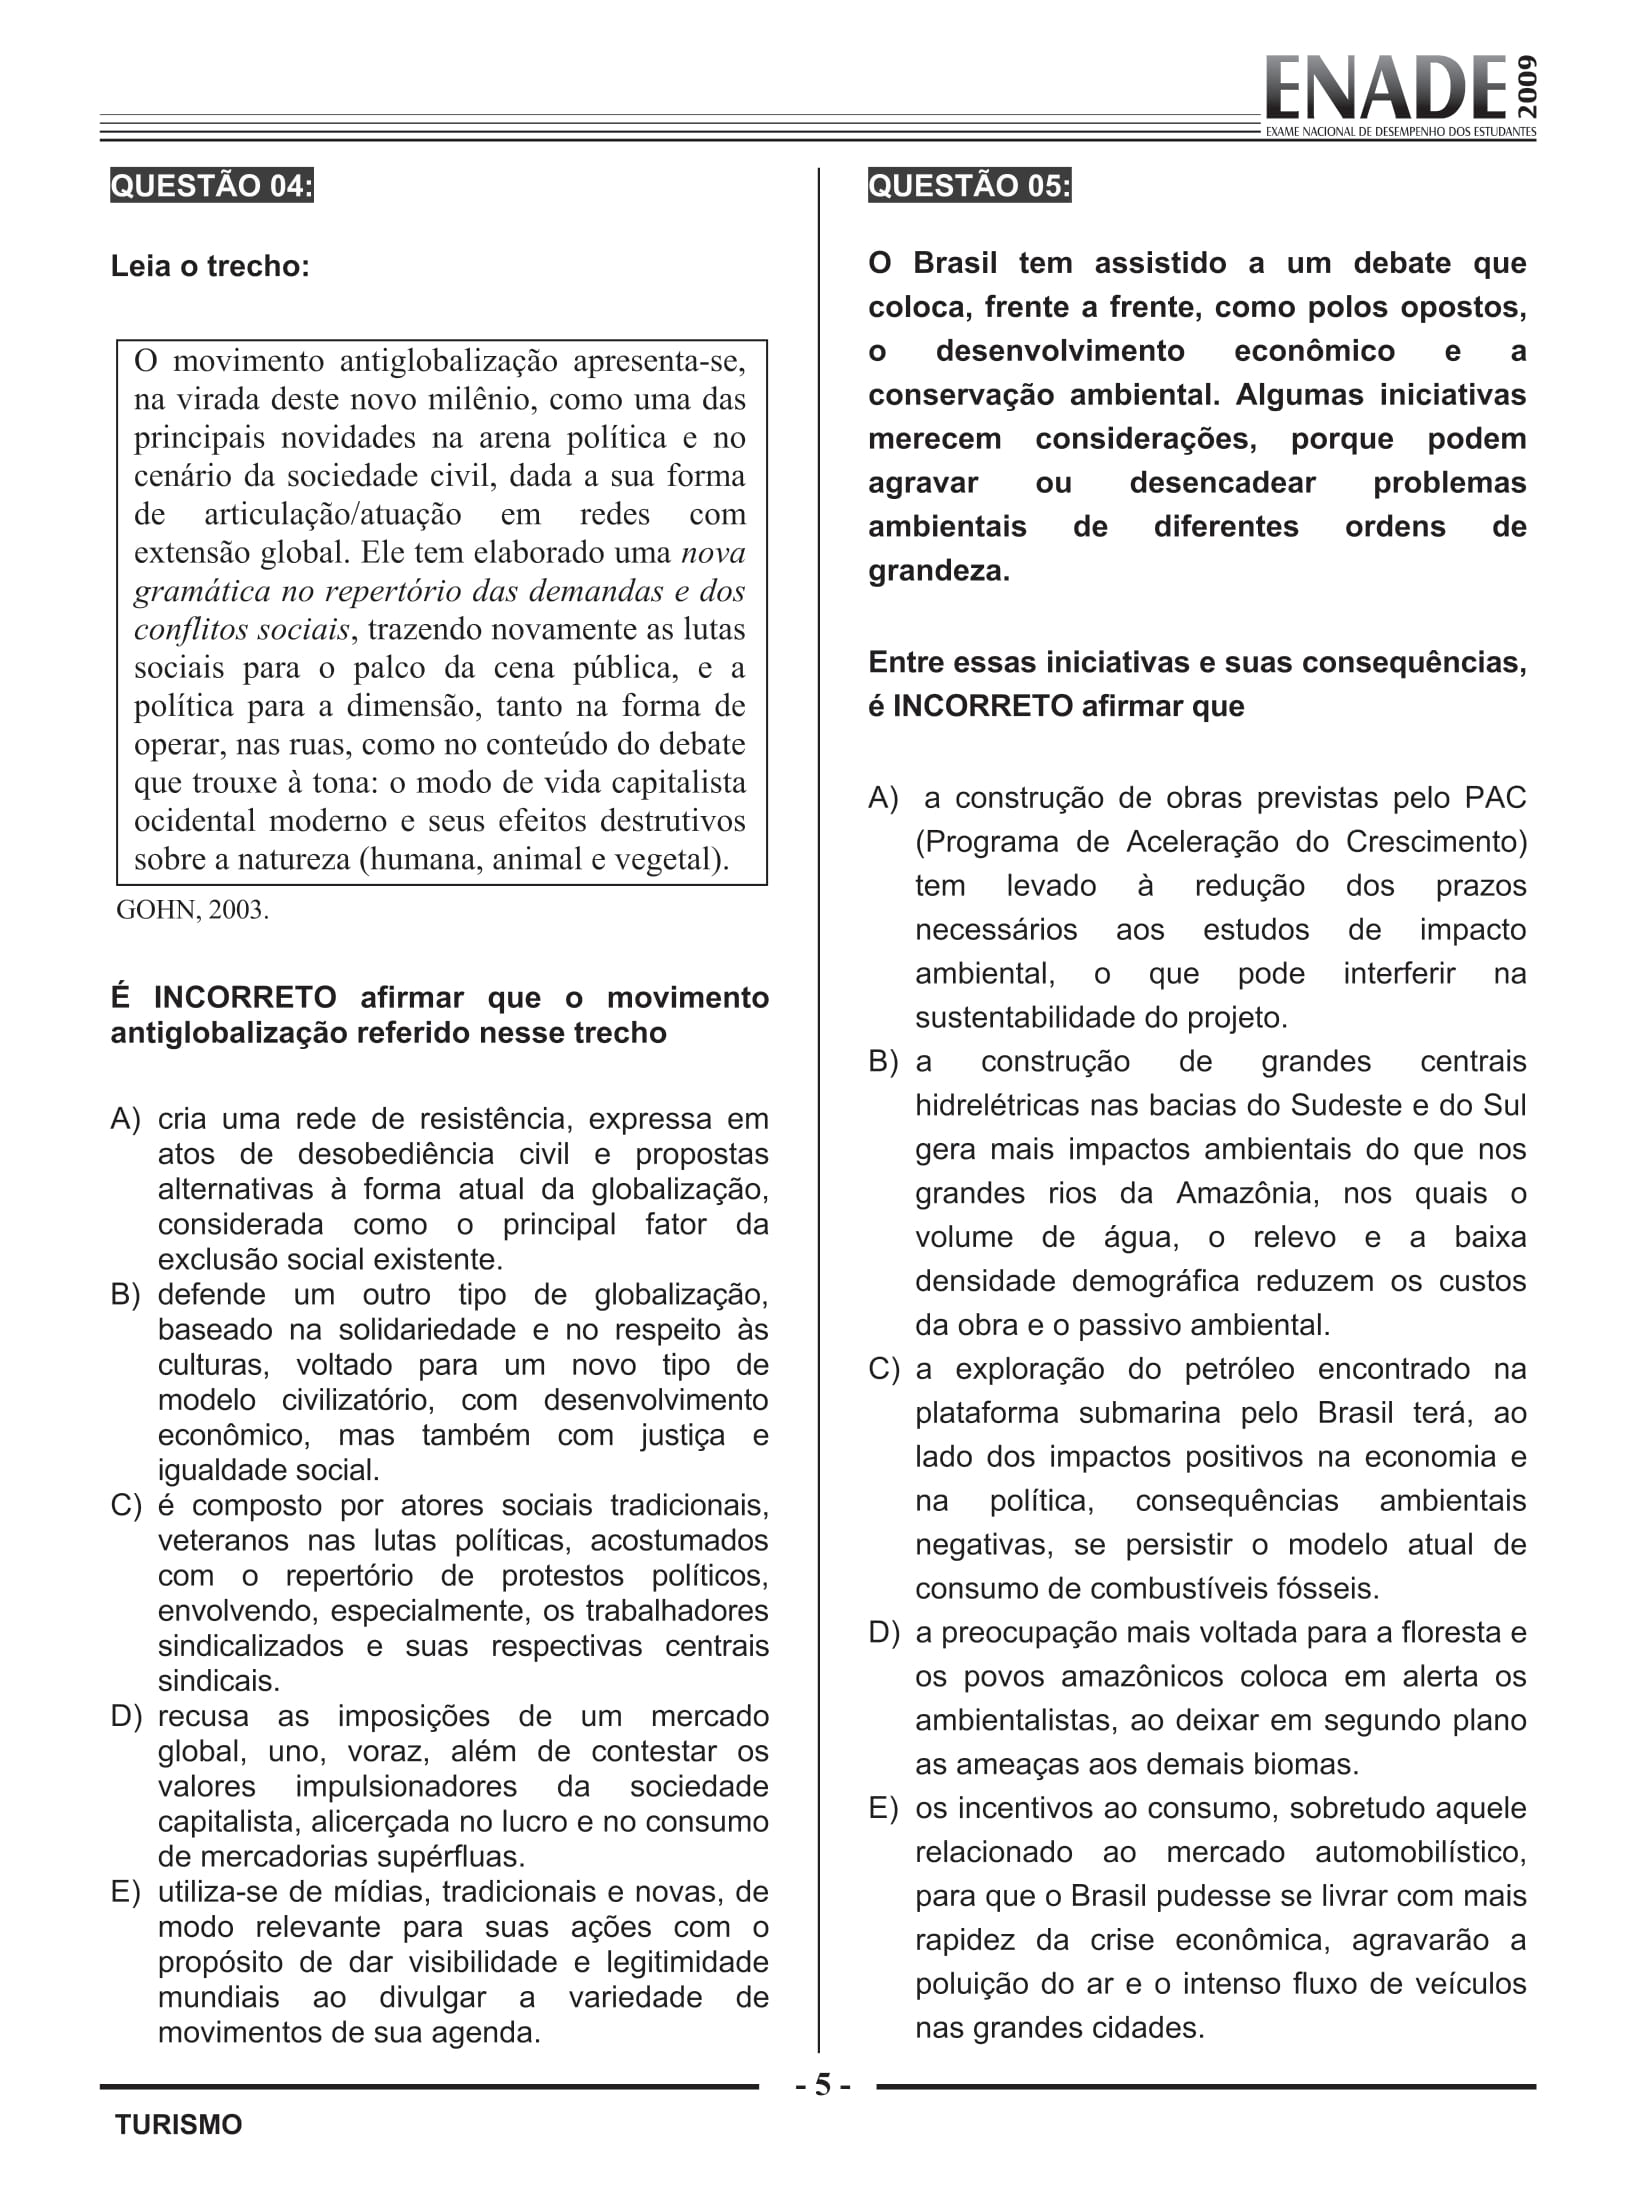 ENADE 2009
EXAME NACIONAL DE DESEMPENHO DOS ESTUDANTES
QUESTÃO 04:
Leia o trecho:
O movimento antiglobalização apresenta-se,
na virada deste novo milênio, como uma das
principais novidades na arena política e no
cenário da sociedade civil, dada a sua forma
de articulação/atuação em redes com
extensão global. Ele tem elaborado uma nova
gramática no repertório das demandas e dos
conflitos sociais, trazendo novamente as lutas
sociais para o palco da cena pública, e a
política para a dimensão, tanto na forma de
operar, nas ruas, como no conteúdo do debate
que trouxe à tona: o modo de vida capitalista
ocidental moderno e seus efeitos destrutivos
sobre a natureza (humana, animal e vegetal).
GOHN, 2003.
É INCORRETO afirmar que o movimento
antiglobalização referido nesse trecho
A) cria uma rede de resistência, expressa em
atos de desobediência civil e propostas
alternativas à forma atual da globalização,
considerada como o principal fator da
exclusão social existente.
B) defende um outro tipo de globalização,
baseado na solidariedade e no respeito às
culturas, voltado para um novo tipo de
modelo civilizatório, com desenvolvimento
econômico, mas também com justiça e
igualdade social.
C) é composto por atores sociais tradicionais,
veteranos nas lutas políticas, acostumados
com o repertório de protestos políticos,
envolvendo, especialmente, os trabalhadores
sindicalizados e suas respectivas centrais
sindicais.
D) recusa as imposições de um mercado
global, uno, voraz, além de contestar os
valores impulsionadores da sociedade
capitalista, alicerçada no lucro e no consumo
de mercadorias supérfluas.
E) utiliza-se de mídias, tradicionais e novas, de
modo relevante para suas ações com o
propósito de dar visibilidade e legitimidade
mundiais ao divulgar a variedade de
movimentos de sua agenda.
QUESTÃO 05:
O Brasil tem assistido a um debate que
coloca, frente a frente, como polos opostos,
o desenvolvimento econômico e a
conservação ambiental. Algumas iniciativas
merecem considerações, porque podem
agravar ou desencadear problemas
ambientais de diferentes ordens de
grandeza.
Entre essas iniciativas e suas consequências,
é INCORRETO afirmar que
A) a construção de obras previstas pelo PAC
(Programa de Aceleração do Crescimento)
tem levado à redução dos prazos
necessários aos estudos de impacto
ambiental, o que pode interferir na
sustentabilidade do projeto.
B) a construção de grandes centrais
hidrelétricas nas bacias do Sudeste e do Sul
gera mais impactos ambientais do que nos
grandes rios da Amazônia, nos quais o
volume de água, o relevo e a baixa
densidade demográfica reduzem os custos
da obra e o passivo ambiental.
C) a exploração do petróleo encontrado na
plataforma submarina pelo Brasil terá, ao
lado dos impactos positivos na economia e
na política, consequências ambientais
negativas, se persistir o modelo atual de
consumo de combustíveis fósseis.
D) a preocupação mais voltada para a floresta e
os povos amazônicos coloca em alerta os
ambientalistas, ao deixar em segundo plano
as ameaças aos demais biomas.
E) os incentivos ao consumo, sobretudo aquele
relacionado ao mercado automobilístico,
para que o Brasil pudesse se livrar com mais
rapidez da crise econômica, agravarão a
poluição do ar e o intenso fluxo de veículos
nas grandes cidades.
- 5 -
TURISMO